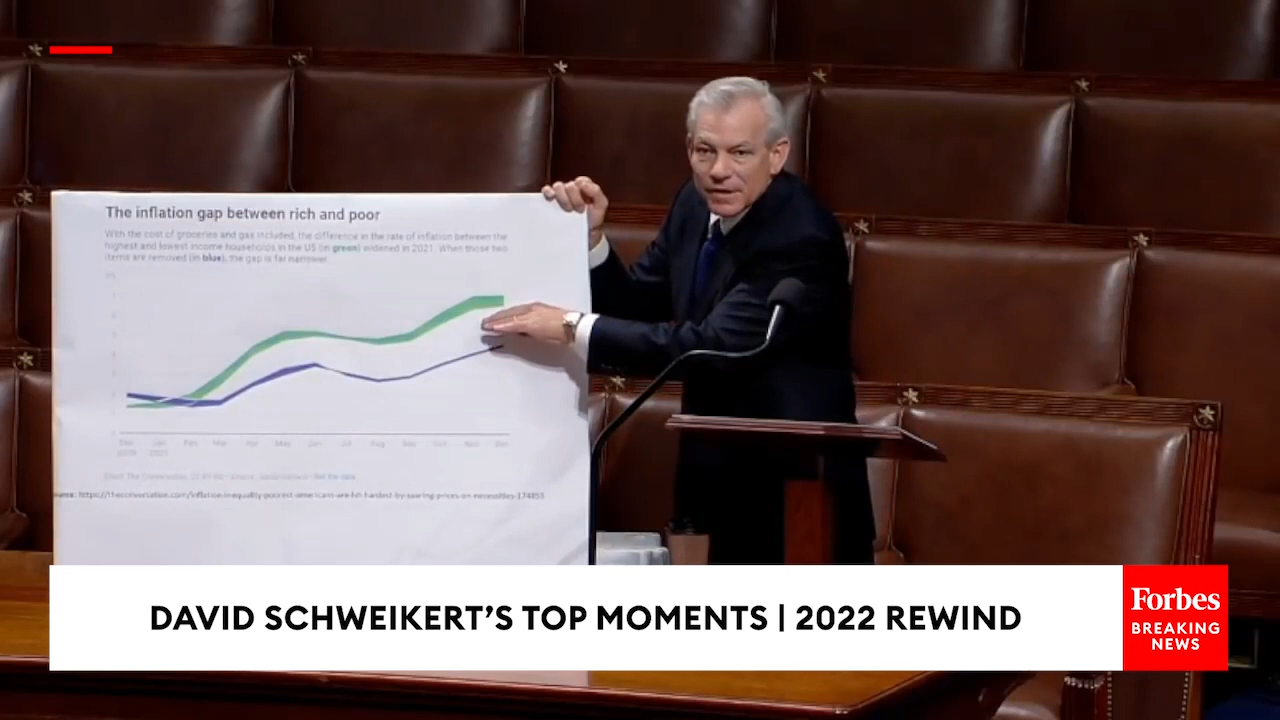 The inflation gap between rich and poor
With the cost of groceries and gas included, the difference in the rate of inflation between the
highest and lowest income households in the US (in green) widened in 2021. When those two
items are removed (in blue), the gap is far narrower.
Dec Jan Feb Mar Apr May Jun Jul Aug Sep Oct Nov Dec
2020 2021
https://theconversation.com/inflation-inequality-poorest-americans-are-hit-hardest-by-soaring-prices-on-necessities-174853
DAVID SCHWEIKERT’S TOP MOMENTS | 2022 REWIND
Forbes
BREAKING
NEWS